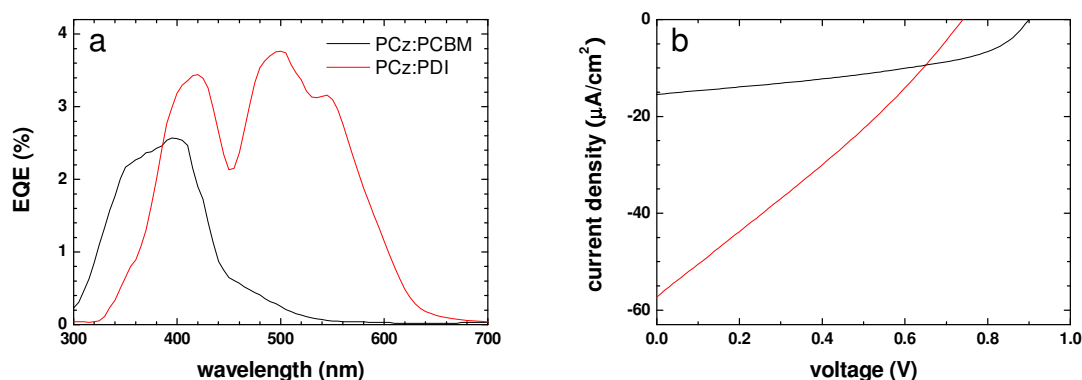 a
PCz:PCBM
PCz:PDI
4
3
2
1
0
300
400
500
600
700
EQE (%)
wavelength (nm)
b
0
-20
-40
-60
0.0
0.2
0.4
0.6
0.8
1.0
current density (μA/cm²)
voltage (V)